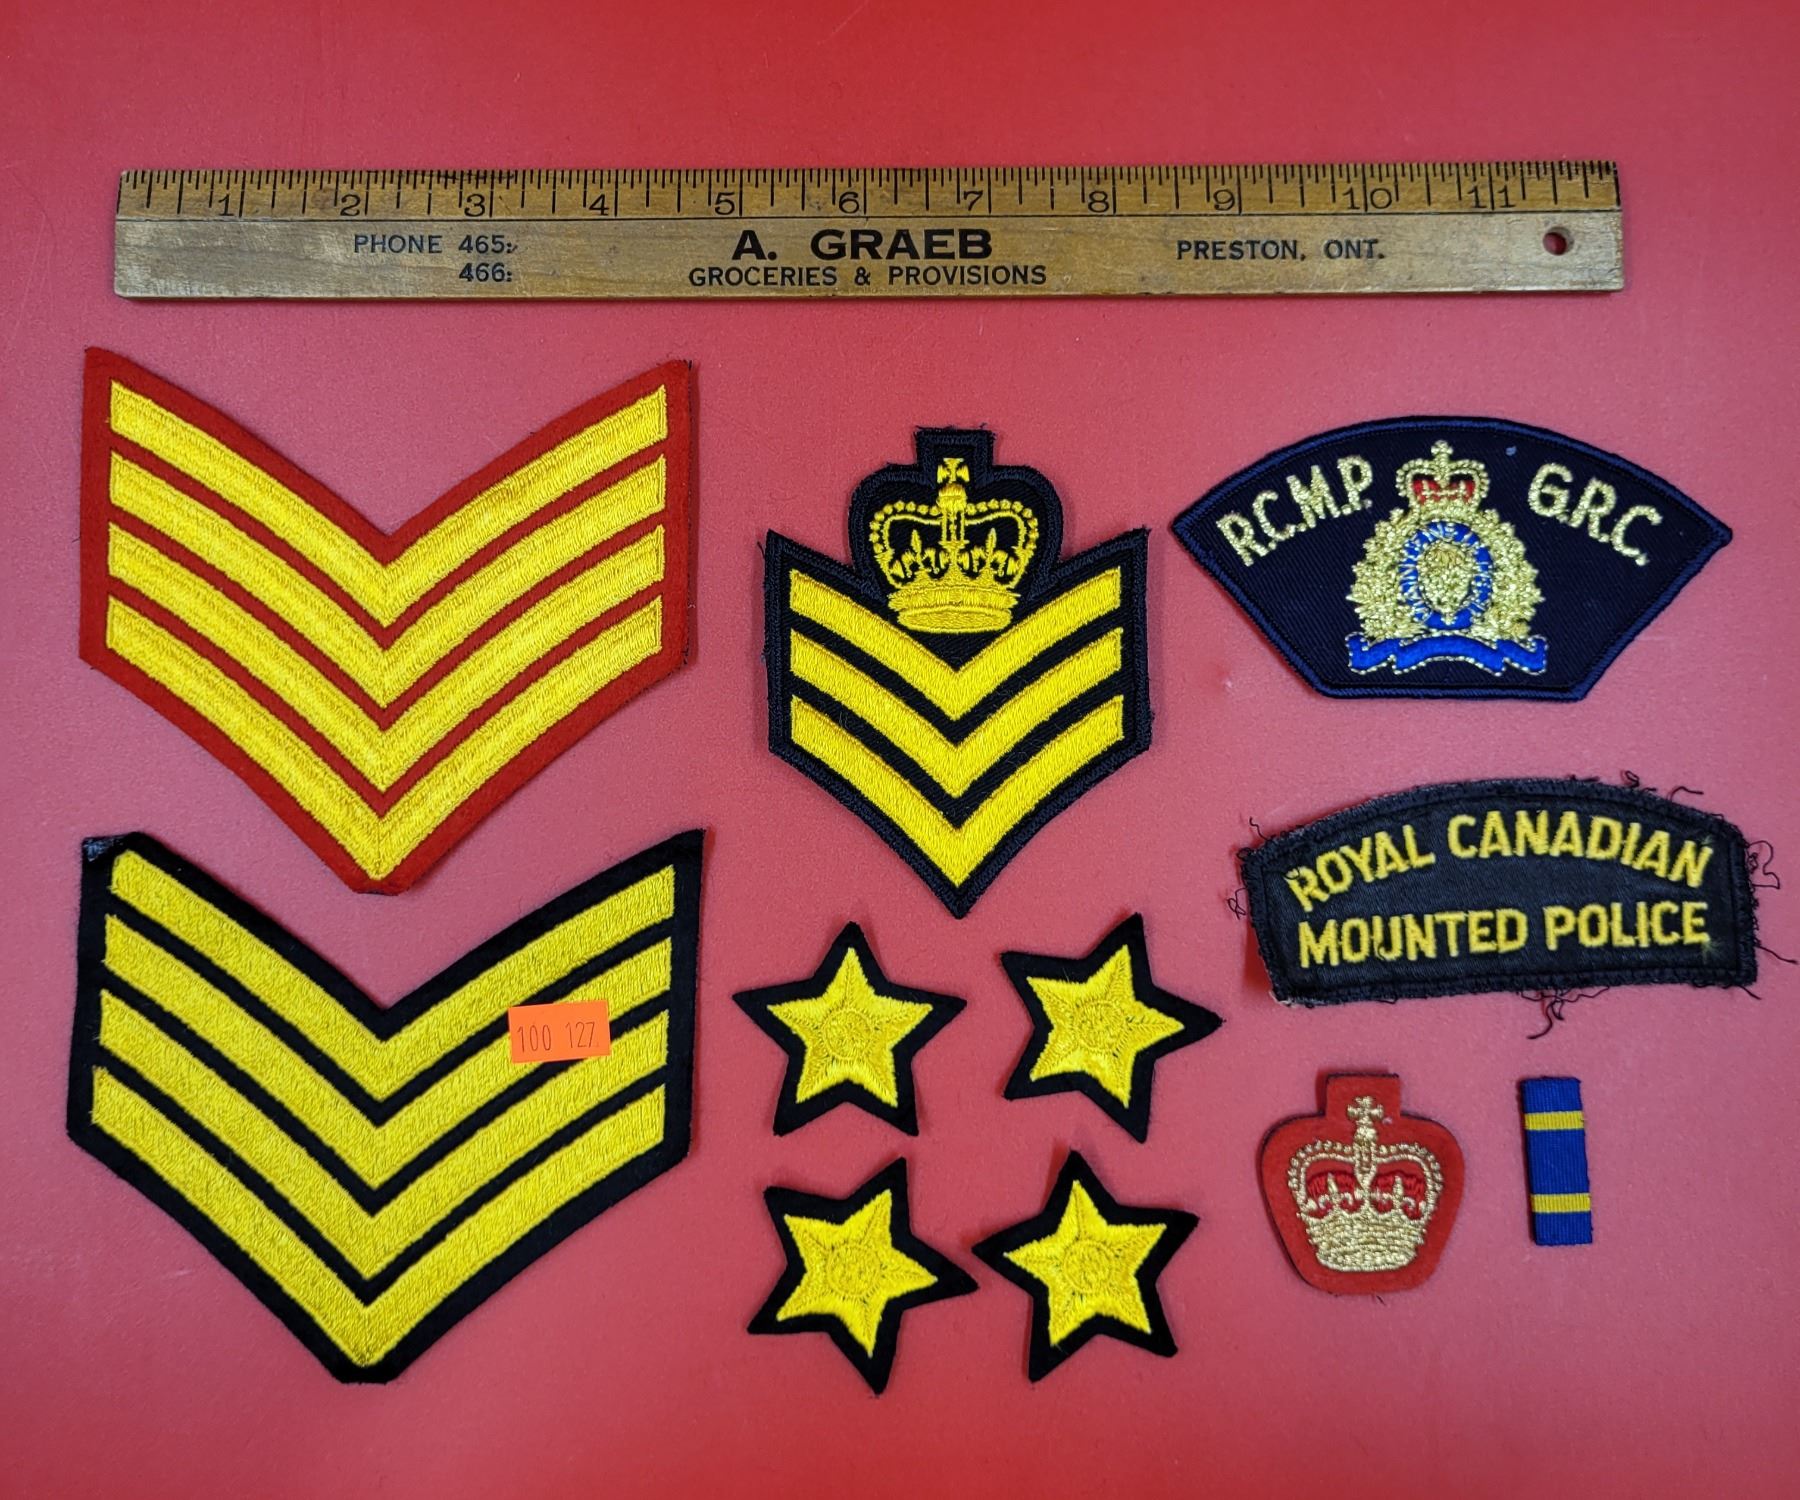 1 2 3 4 5 6 7 8 9 10 11
PHONE 465:
466:
A. GRAEB
GROCERIES & PROVISIONS
PRESTON, ONT.
R.C.M.P. G.R.C.
ROYAL CANADIAN
MOUNTED POLICE
100 127